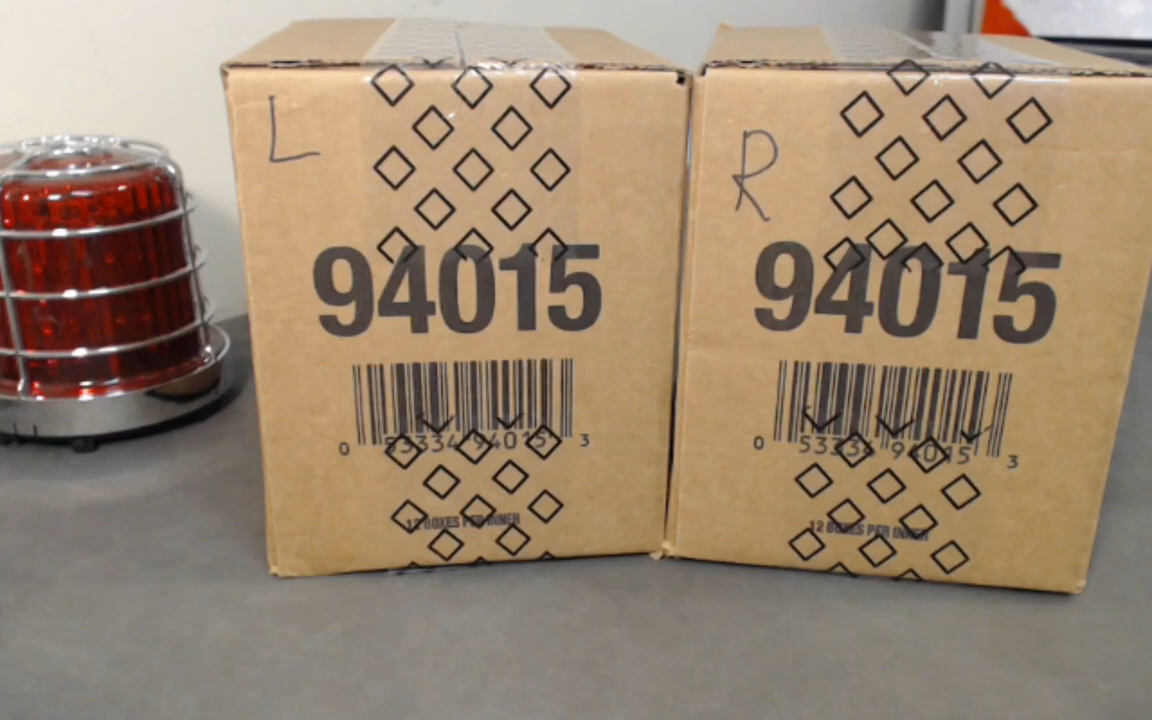 L
94015
0 53334 94015 3
12 BOXES PER INNER
R
94015
0 53334 94015 3
12 BOXES PER INNER